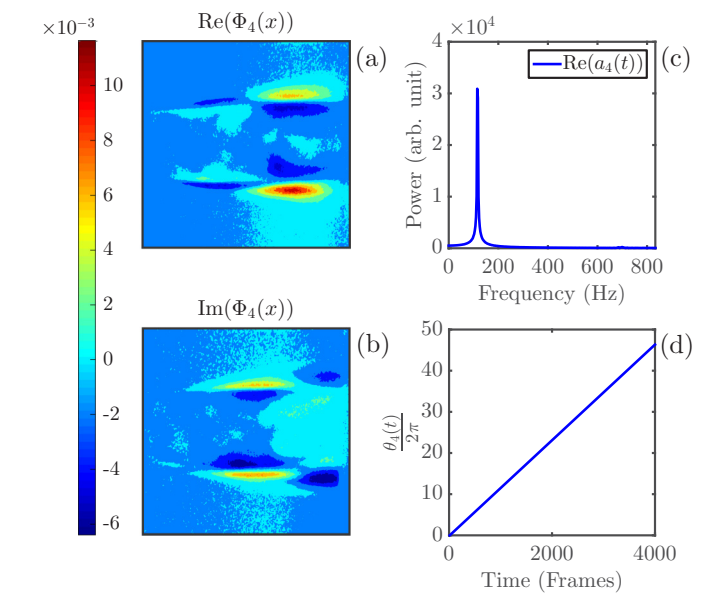 ×10⁻³
10
8
6
4
2
0
-2
-4
-6
Re(Φ₄(x))
(a)
Im(Φ₄(x))
(b)
×10⁴
4
3
2
1
0
Power (arb. unit)
Re(a₄(t))
(c)
0 200 400 600 800
Frequency (Hz)
50
40
30
20
10
0
θ₄(t)
2π
(d)
0 2000 4000
Time (Frames)